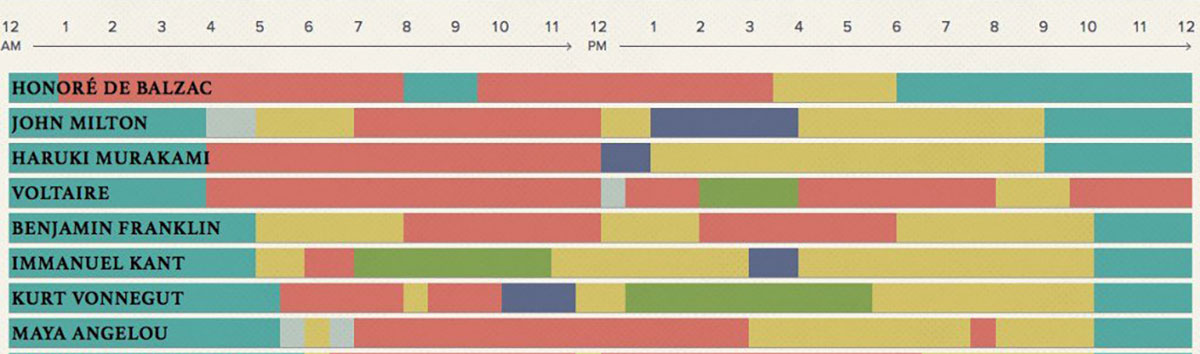 12 1 2 3 4 5 6 7 8 9 10 11 12 1 2 3 4 5 6 7 8 9 10 11 12
AM PM
HONORÉ DE BALZAC
JOHN MILTON
HARUKI MURAKAMI
VOLTAIRE
BENJAMIN FRANKLIN
IMMANUEL KANT
KURT VONNEGUT
MAYA ANGELOU